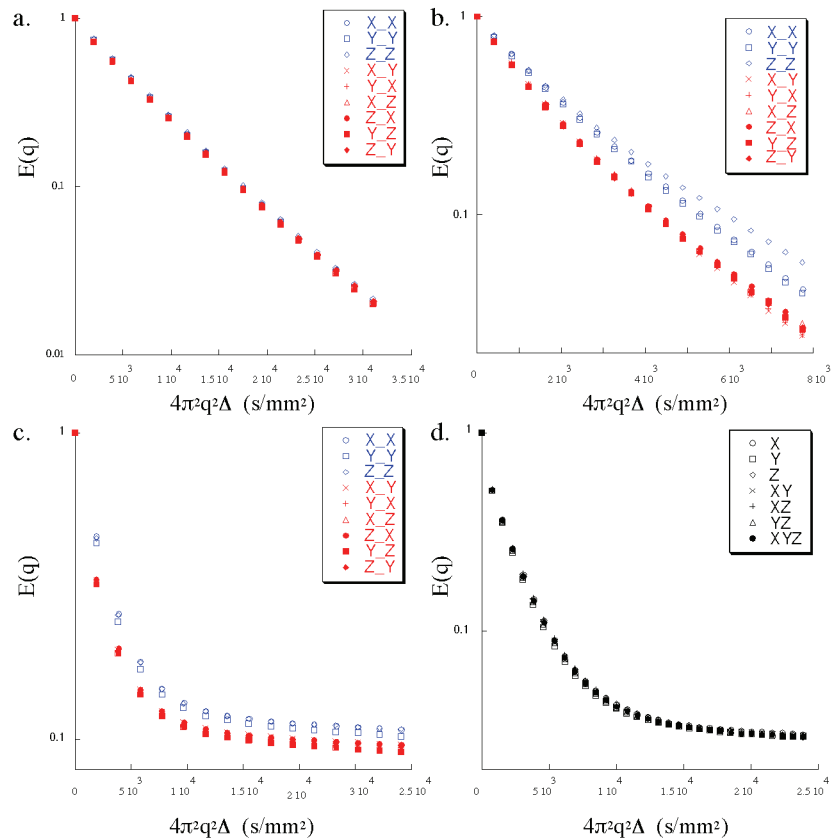 a.
1
0.1
0.01
E(q)
X_X
Y_Y
Z_Z
X_Y
Y_X
X_Z
Z_X
Y_Z
Z_Y
0
5 10 3
1 10 4
1.5 10 4
2 10 4
2.5 10 4
3 10 4
3.5 10 4
4π²q²Δ (s/mm²)
b.
1
0.1
E(q)
X_X
Y_Y
Z_Z
X_Y
Y_X
X_Z
Z_X
Y_Z
Z_Y
0
2 10 3
4 10 3
6 10 3
8 10 3
4π²q²Δ (s/mm²)
c.
1
0.1
E(q)
X_X
Y_Y
Z_Z
X_Y
Y_X
X_Z
Z_X
Y_Z
Z_Y
0
5 10 3
1 10 4
1.5 10 4
2 10 4
2.5 10 4
4π²q²Δ (s/mm²)
d.
1
0.1
E(q)
X
Y
Z
XY
XZ
YZ
XYZ
0
5 10 3
1 10 4
1.5 10 4
2 10 4
2.5 10 4
4π²q²Δ (s/mm²)